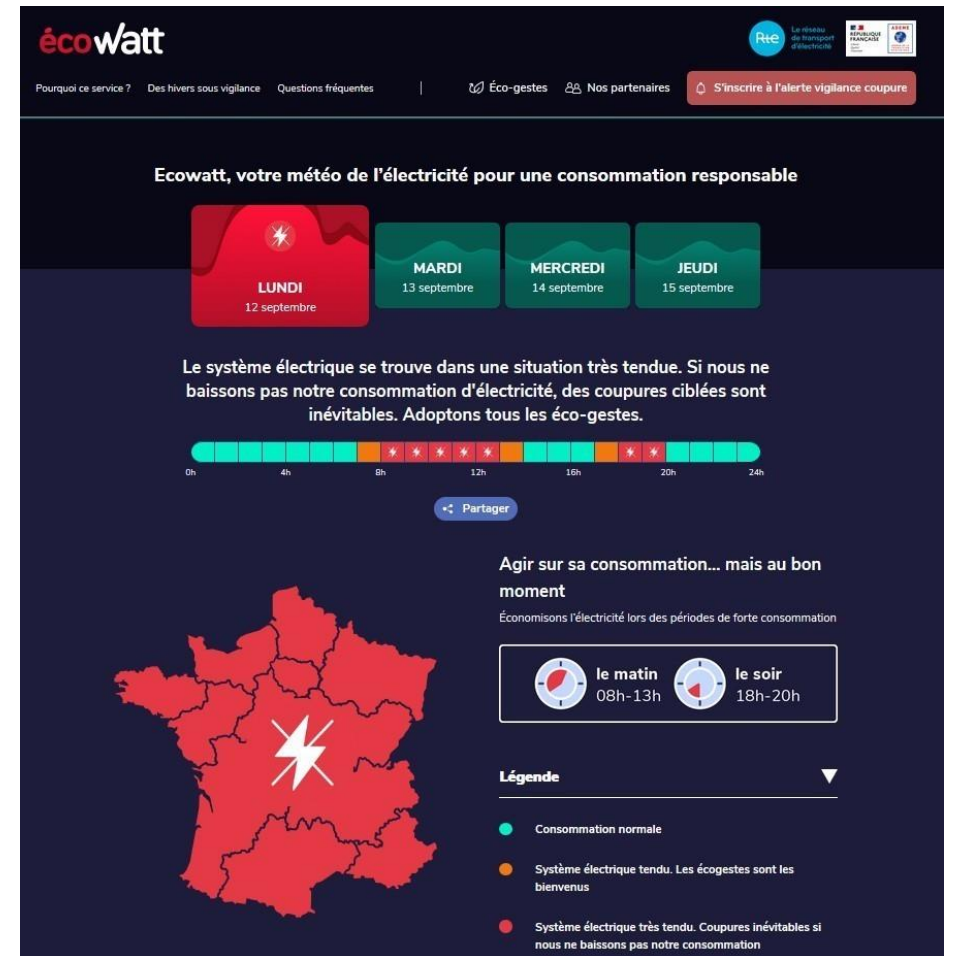 écowatt
Rte
Le réseau
de transport
d'électricité
RÉPUBLIQUE
FRANÇAISE
ADEME
Pourquoi ce service ? Des hivers sous vigilance Questions fréquentes | Éco-gestes Nos partenaires S'inscrire à l'alerte vigilance coupure
Ecowatt, votre météo de l'électricité pour une consommation responsable
LUNDI
12 septembre
MARDI
13 septembre
MERCREDI
14 septembre
JEUDI
15 septembre
Le système électrique se trouve dans une situation très tendue. Si nous ne
baissons pas notre consommation d'électricité, des coupures ciblées sont
inévitables. Adoptons tous les éco-gestes.
0h 4h 8h 12h 16h 20h 24h
Partager
Agir sur sa consommation... mais au bon
moment
Économisons l'électricité lors des périodes de forte consommation
le matin
08h-13h
le soir
18h-20h
Légende
Consommation normale
Système électrique tendu. Les écogestes sont les
bienvenus
Système électrique très tendu. Coupures inévitables si
nous ne baissons pas notre consommation